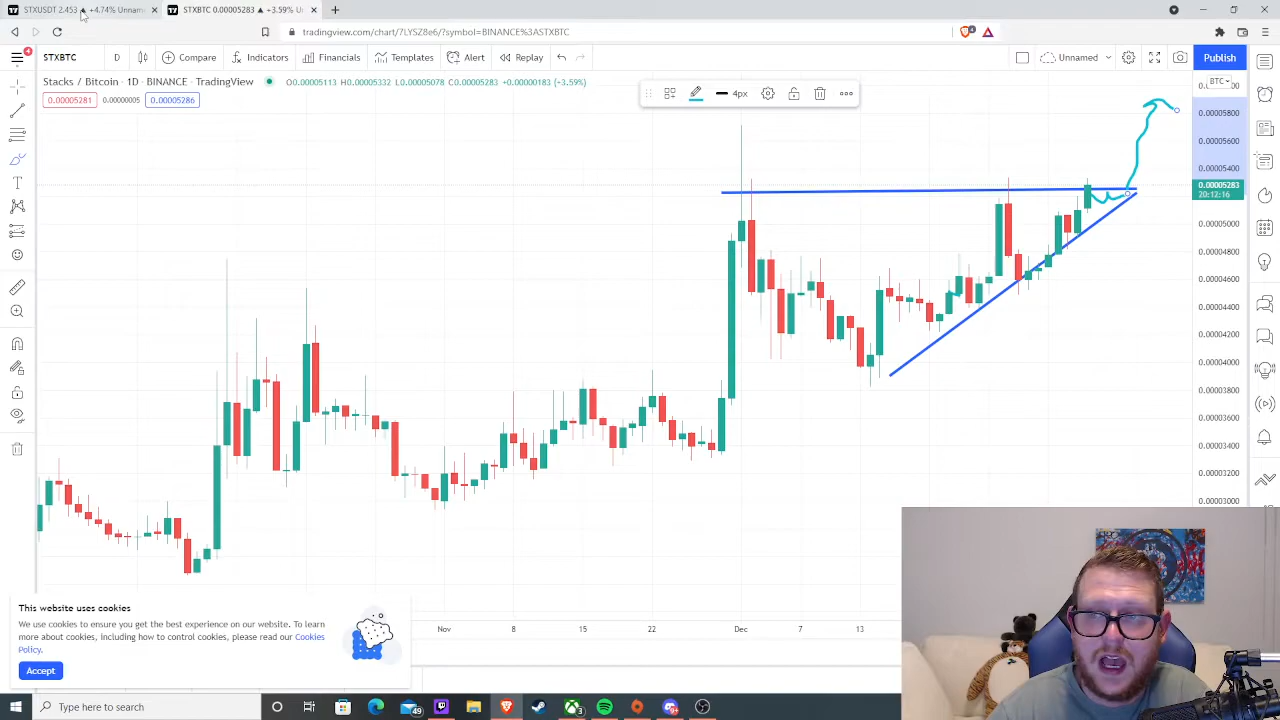 STXUSDT 2.453 ▲ +4.74% Unnam
STXBTC 0.00005283 ▲ +3.59% U
tradingview.com/chart/7LYSZ8e6/?symbol=BINANCE%3ASTXBTC
4
STXBTC
D
Compare
Indicators
Financials
Templates
Alert
Replay
Unnamed
Publish
Stacks / Bitcoin · 1D · BINANCE · TradingView
O0.00005113 H0.00005332 L0.00005078 C0.00005283 +0.00000183 (+3.59%)
0.00005281
0.00000005
0.00005286
4px
BTC
0.00005800
0.00005600
0.00005400
0.00005283
20:12:16
0.00005000
0.00004800
0.00004600
0.00004400
0.00004200
0.00004000
0.00003800
0.00003600
0.00003400
0.00003200
0.00003000
Nov
8
15
22
Dec
7
13
This website uses cookies
We use cookies to ensure you get the best experience on our website. To
learn more about cookies, including how to control cookies, please read our Cookies
Policy.
Accept
Type here to search
49